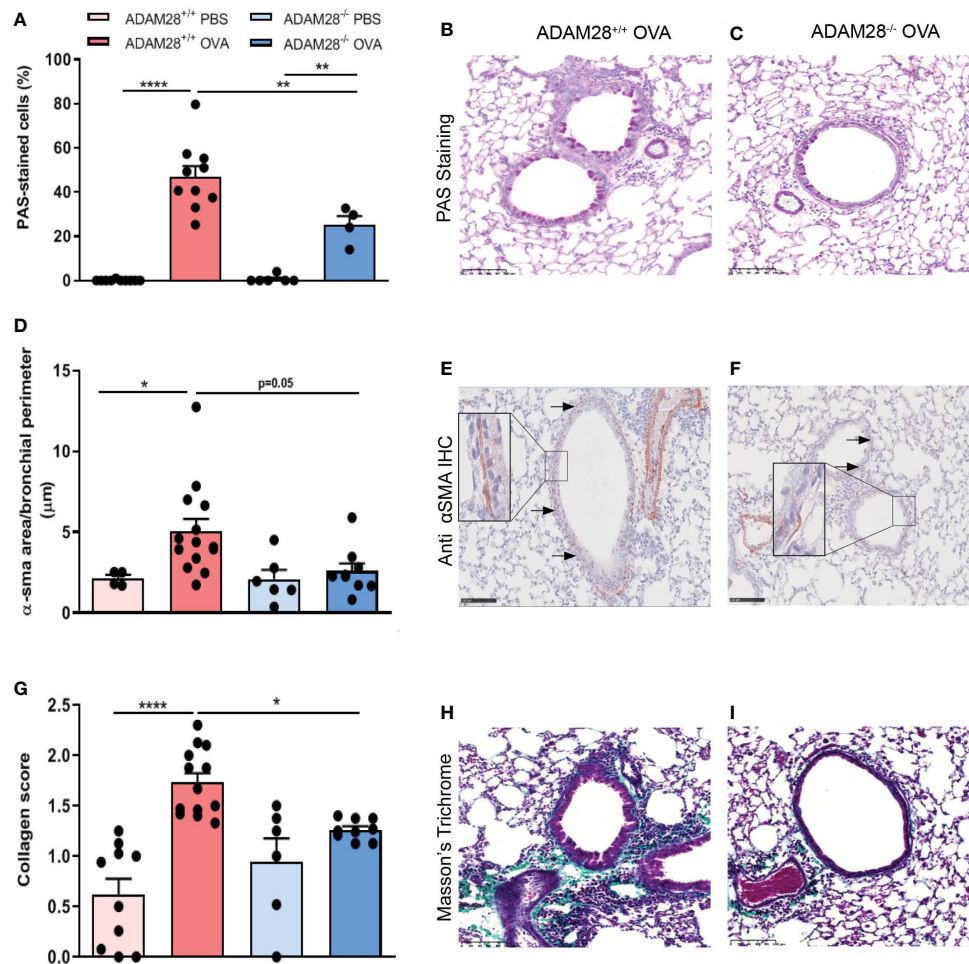 A
ADAM28+/+ PBS
ADAM28-/- PBS
ADAM28+/+ OVA
ADAM28-/- OVA
PAS-stained cells (%)
100
80
60
40
20
0
****
**
**
B
ADAM28+/+ OVA
C
ADAM28-/- OVA
PAS Staining
D
α-sma area/bronchial perimeter
(µm)
15
10
5
0
*
p=0.05
E
F
Anti αSMA IHC
G
Collagen score
2.5
2.0
1.5
1.0
0.5
0.0
****
*
H
I
Masson's Trichrome